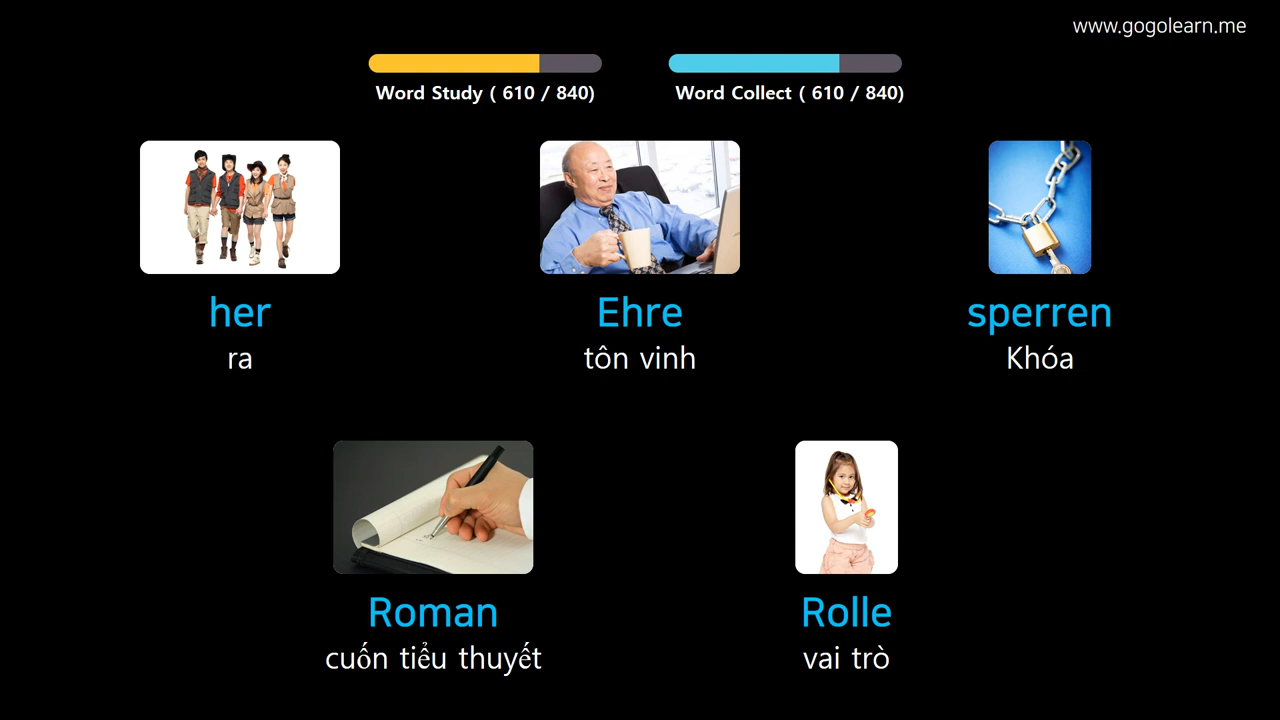 www.gogolearn.me
Word Study ( 610 / 840)
Word Collect ( 610 / 840)
her
ra
Ehre
tôn vinh
sperren
Khóa
Roman
cuốn tiểu thuyết
Rolle
vai trò